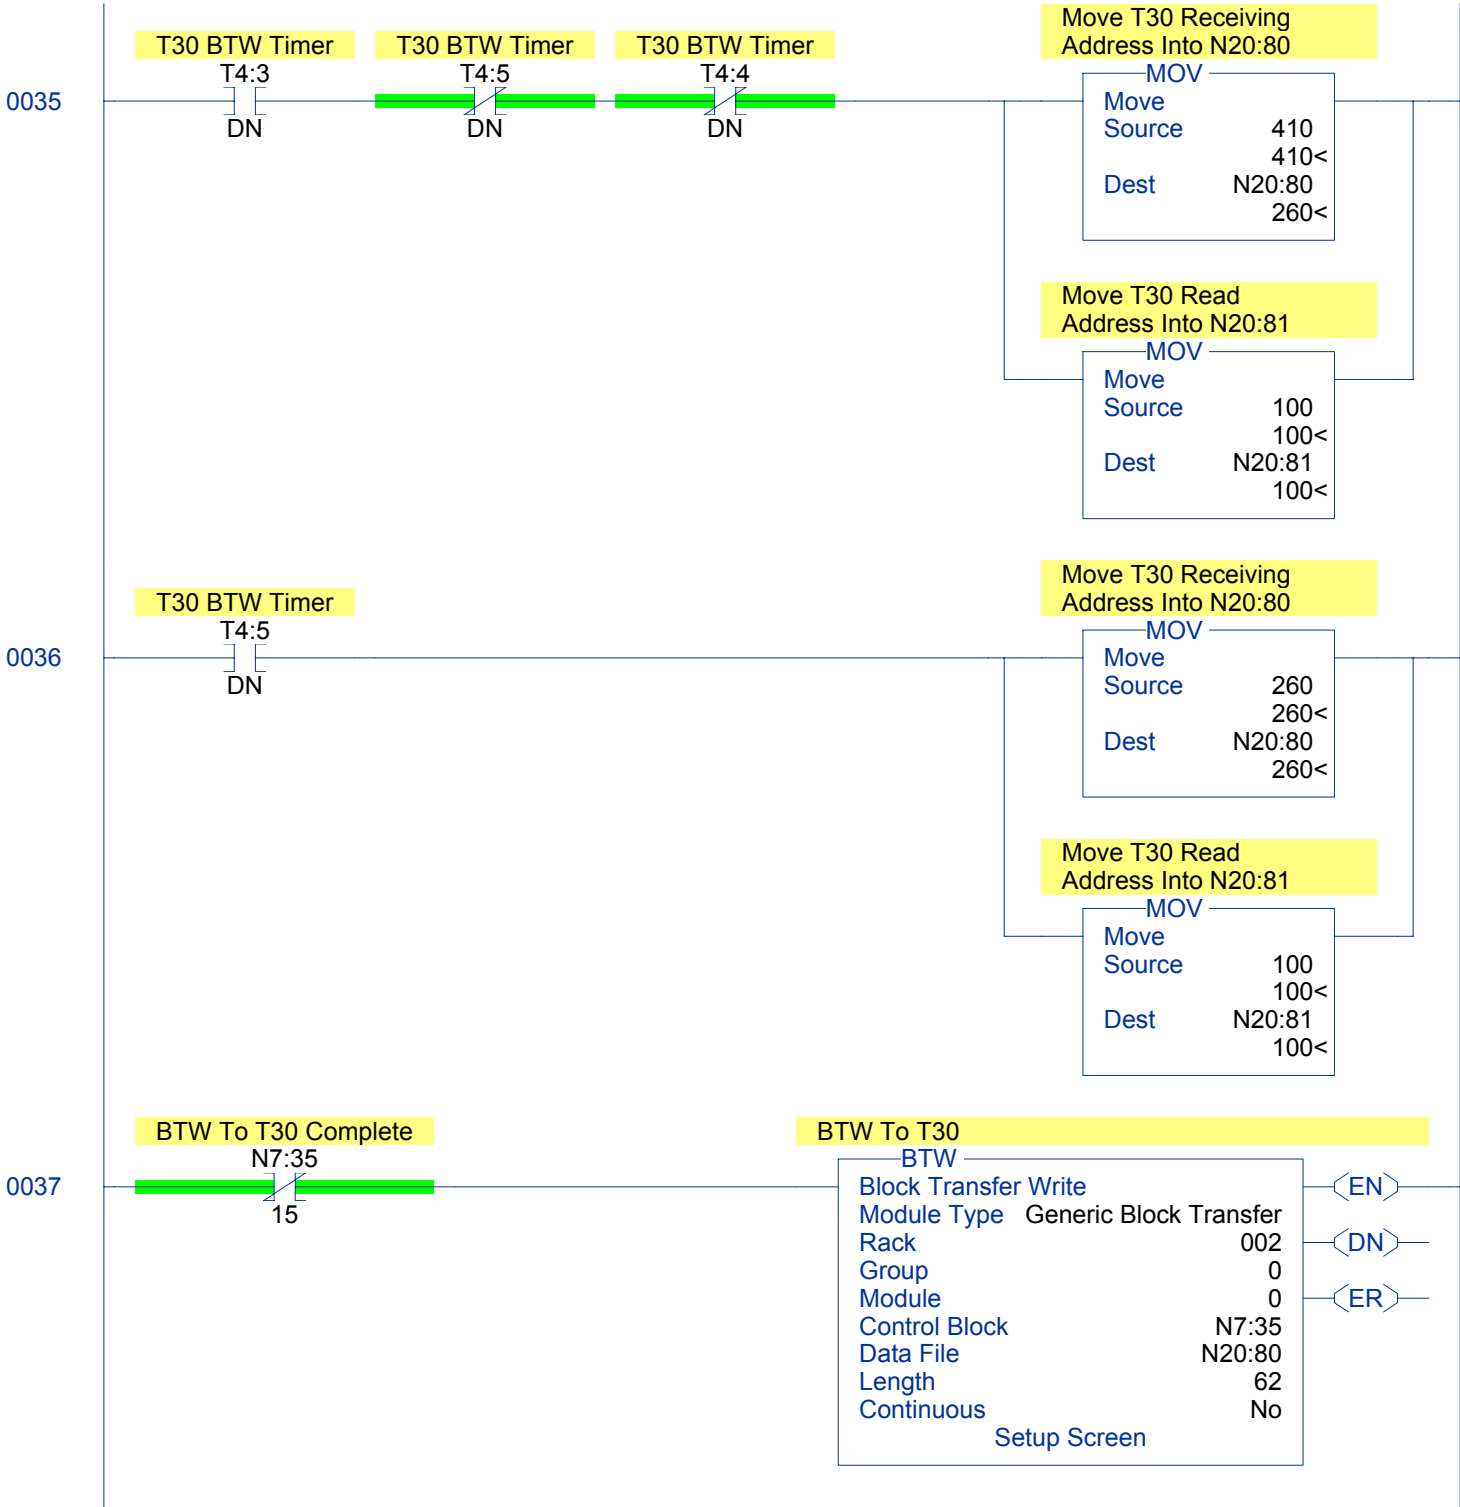 Move T30 Receiving
Address Into N20:80
T30 BTW Timer T30 BTW Timer T30 BTW Timer
T4:3 T4:5 T4:4
MOV
0035
Move
DN DN DN
Source 410
410<
Dest N20:80
260<
Move T30 Read
Address Into N20:81
MOV
Move
Source 100
100<
Dest N20:81
100<
Move T30 Receiving
Address Into N20:80
T30 BTW Timer
T4:5
MOV
0036
Move
DN
Source 260
260<
Dest N20:80
260<
Move T30 Read
Address Into N20:81
MOV
Move
Source 100
100<
Dest N20:81
100<
BTW To T30 Complete BTW To T30
N7:35 BTW
0037
Block Transfer Write EN
15
Module Type Generic Block Transfer
Rack 002 DN
Group 0
Module 0 ER
Control Block N7:35
Data File N20:80
Length 62
Continuous No
Setup Screen